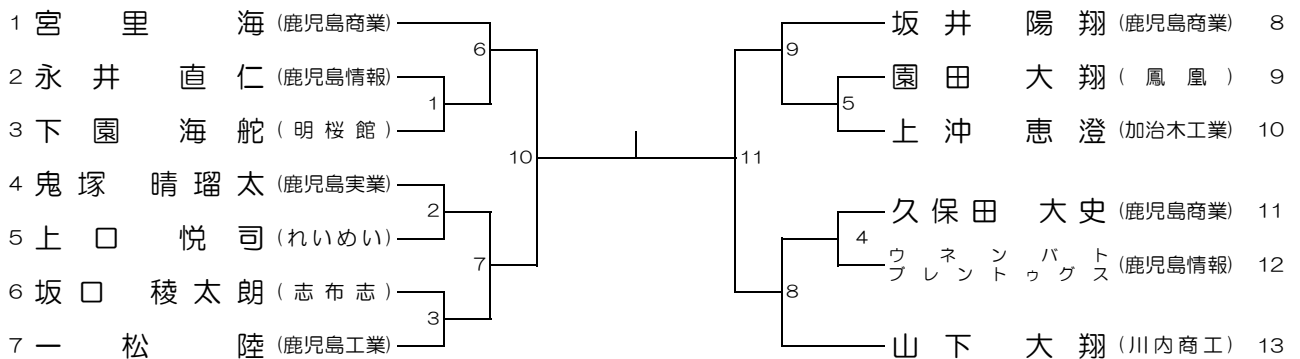 1 宮里 海 (鹿児島商業)
2 永井 直仁 (鹿児島情報)
3 下園 海舵 (明桜館)
4 鬼塚 晴瑠太 (鹿児島実業)
5 上口 悦司 (れいめい)
6 坂口 稜太朗 (志布志)
7 一松 陸 (鹿児島工業)
6
1
10
2
7
3
坂井 陽翔 (鹿児島商業) 8
園田 大翔 (鳳凰) 9
上沖 恵澄 (加治木工業) 10
久保田 大史 (鹿児島商業) 11
ウネンバト
ブレントゥグス (鹿児島情報) 12
山下 大翔 (川内商工) 13
9
5
11
4
8